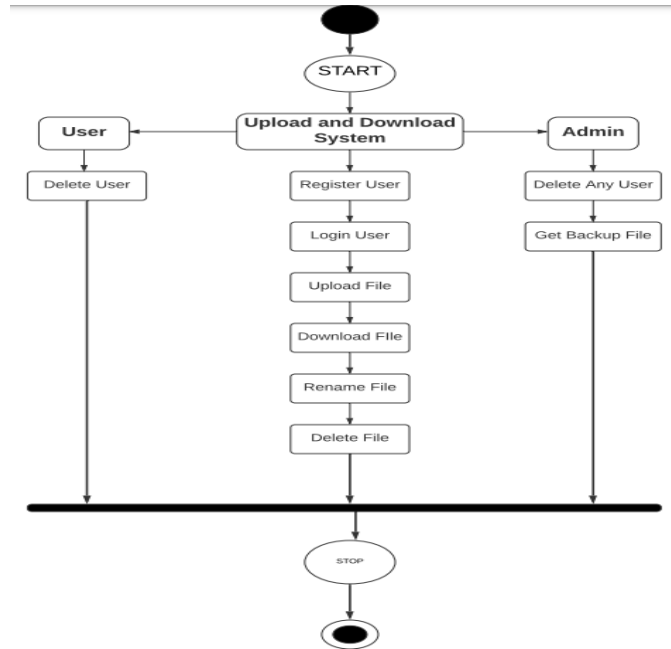 START
User
Upload and Download
System
Admin
Delete User
Register User
Delete Any User
Login User
Get Backup File
Upload File
Download FIle
Rename File
Delete File
STOP